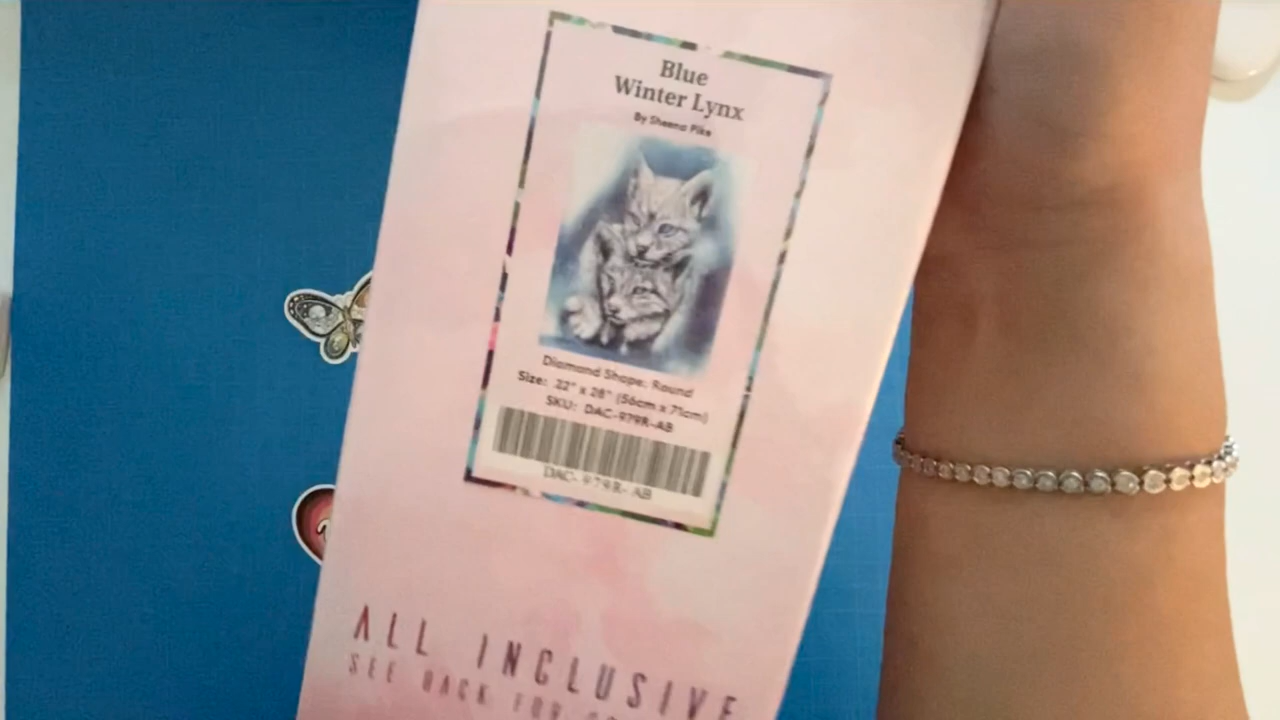 Blue
Winter Lynx
By Sheena Pike
Diamond Shape: Round
Size: 22" x 28" (56cm x 71cm)
SKU: DAC-979R-AB
DAC-979R-AB
ALL INCLUSIVE
SEE BACK FOR